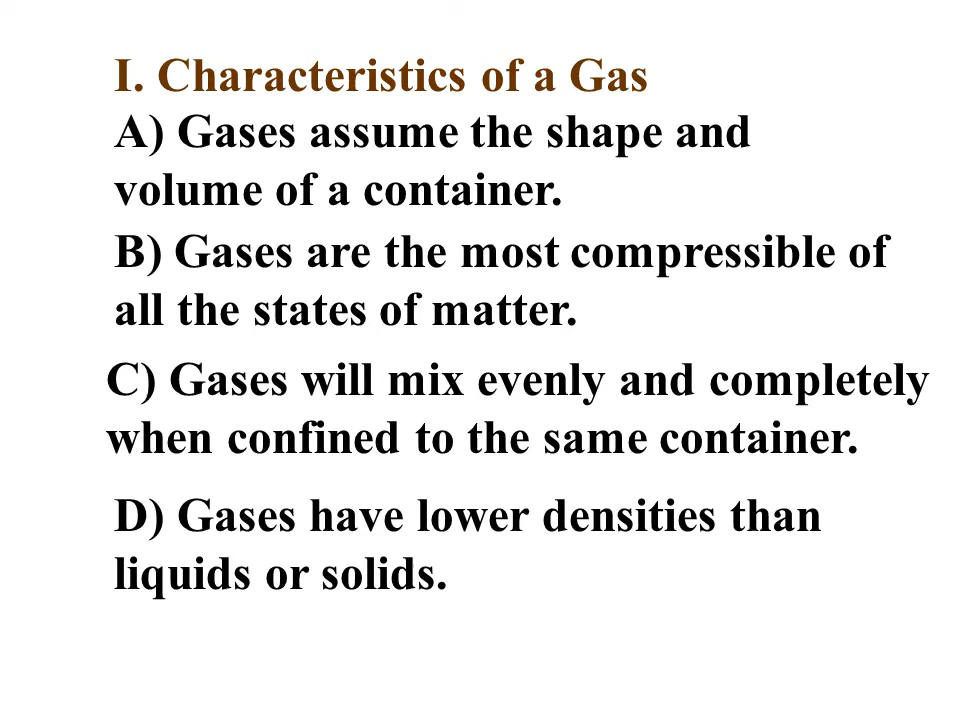 I. Characteristics of a Gas
A) Gases assume the shape and
volume of a container.
B) Gases are the most compressible of
all the states of matter.
C) Gases will mix evenly and completely
when confined to the same container.
D) Gases have lower densities than
liquids or solids.